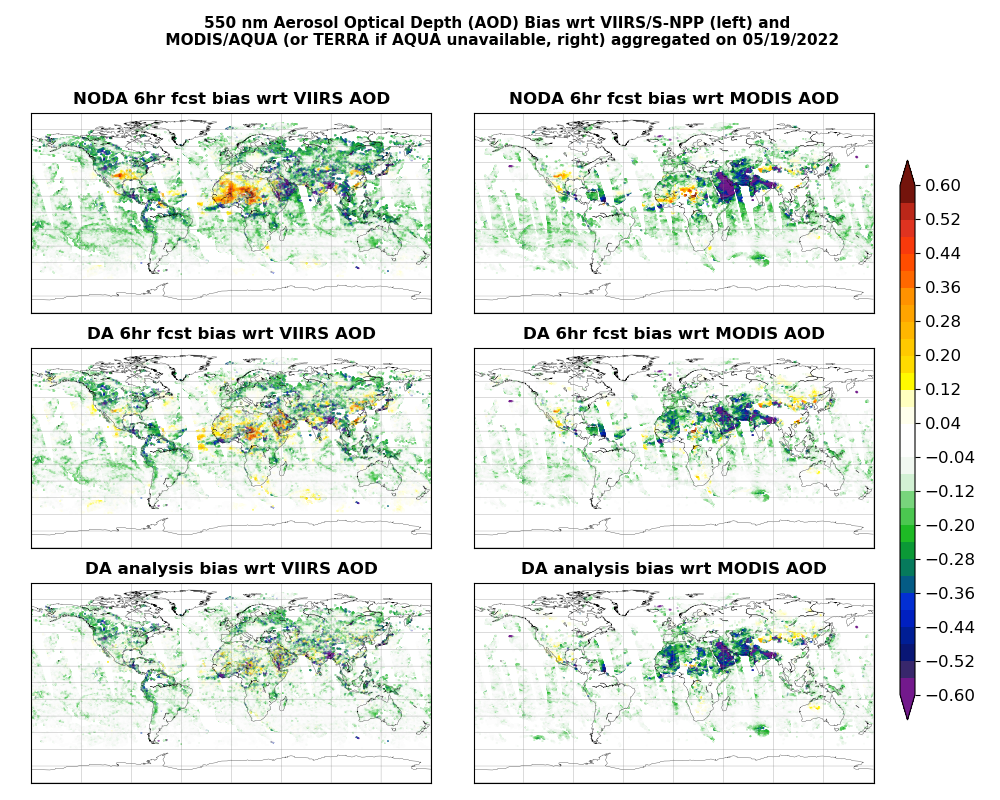 550 nm Aerosol Optical Depth (AOD) Bias wrt VIIRS/S-NPP (left) and
MODIS/AQUA (or TERRA if AQUA unavailable, right) aggregated on 05/19/2022
NODA 6hr fcst bias wrt VIIRS AOD
NODA 6hr fcst bias wrt MODIS AOD
DA 6hr fcst bias wrt VIIRS AOD
DA 6hr fcst bias wrt MODIS AOD
DA analysis bias wrt VIIRS AOD
DA analysis bias wrt MODIS AOD
0.60
0.52
0.44
0.36
0.28
0.20
0.12
0.04
−0.04
−0.12
−0.20
−0.28
−0.36
−0.44
−0.52
−0.60